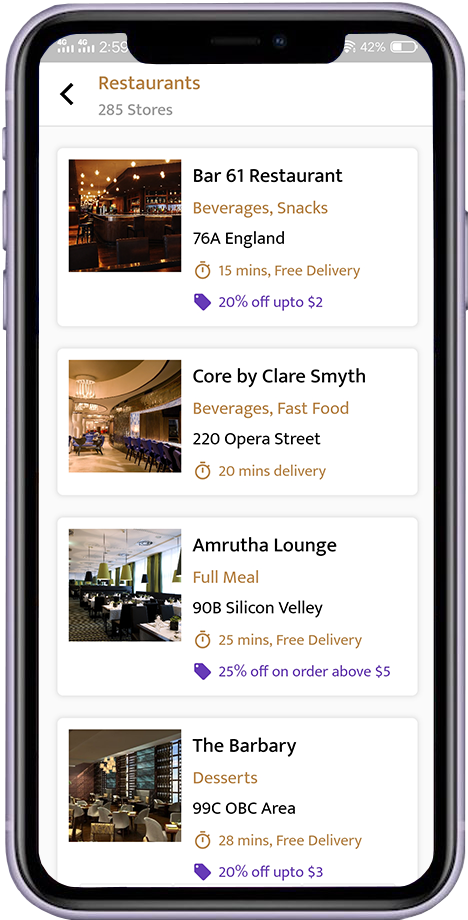 4G 4G 2:59 42%
Restaurants
285 Stores
Bar 61 Restaurant
Beverages, Snacks
76A England
15 mins, Free Delivery
20% off upto $2
Core by Clare Smyth
Beverages, Fast Food
220 Opera Street
20 mins delivery
Amrutha Lounge
Full Meal
90B Silicon Velley
25 mins, Free Delivery
25% off on order above $5
The Barbary
Desserts
99C OBC Area
28 mins, Free Delivery
20% off upto $3